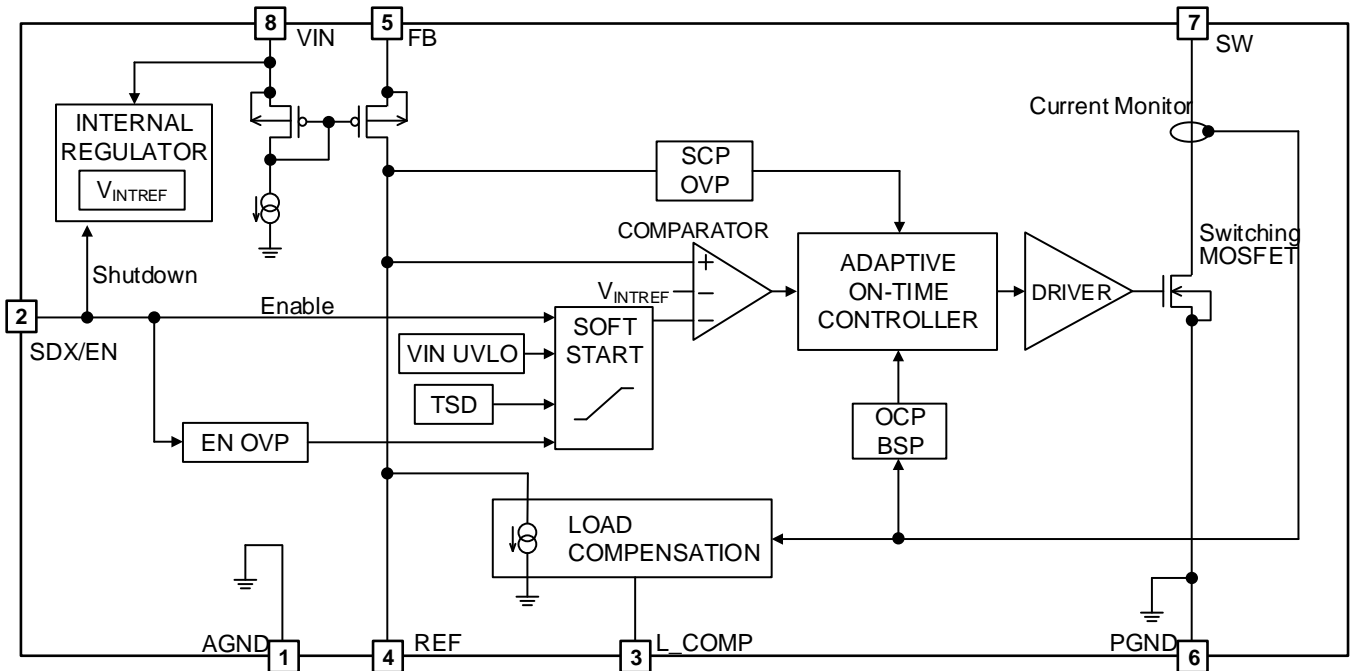 8
VIN
5
FB
7
SW
INTERNAL
REGULATOR
VINTREF
Current Monitor
SCP
OVP
COMPARATOR
+
VINTREF
−
−
ADAPTIVE
ON-TIME
CONTROLLER
DRIVER
Switching
MOSFET
Shutdown
2
SDX/EN
Enable
SOFT
START
VIN UVLO
TSD
EN OVP
OCP
BSP
LOAD
COMPENSATION
AGND
1
4
REF
3
L_COMP
PGND
6